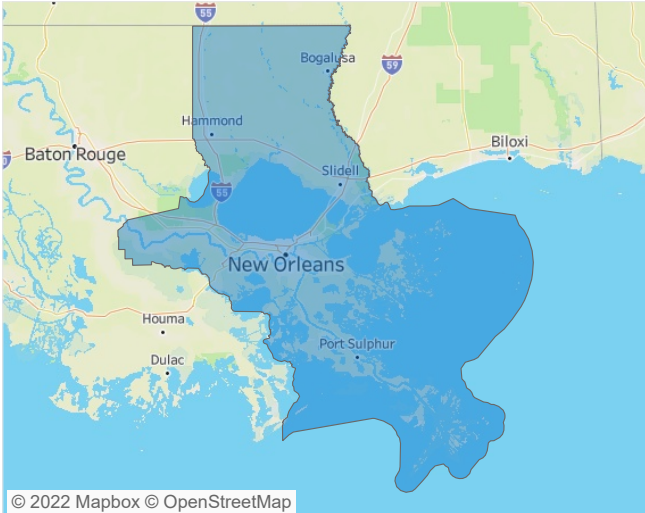 55
Bogalusa
59
Hammond
Biloxi
Baton Rouge
Slidell
55
New Orleans
Houma
Port Sulphur
Dulac
© 2022 Mapbox © OpenStreetMap